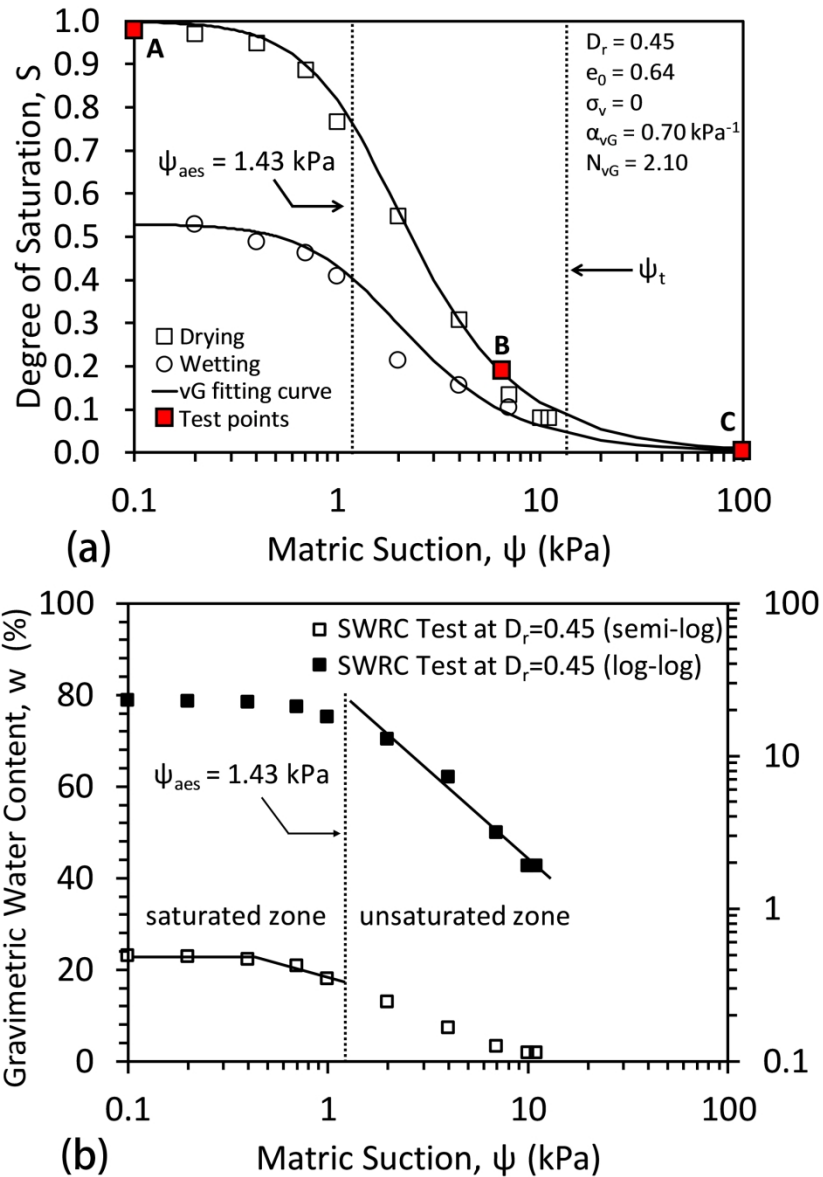 Degree of Saturation, S
1.0
0.9
0.8
0.7
0.6
0.5
0.4
0.3
0.2
0.1
0.0
A
D_r = 0.45
e_0 = 0.64
σ_v = 0
α_vG = 0.70 kPa⁻¹
N_vG = 2.10
ψ_aes = 1.43 kPa
ψ_t
Drying
Wetting
vG fitting curve
Test points
B
C
0.1 1 10 100
(a)
Matric Suction, ψ (kPa)
Gravimetric Water Content, w (%)
100
80
60
40
20
0
SWRC Test at D_r=0.45 (semi-log)
SWRC Test at D_r=0.45 (log-log)
ψ_aes = 1.43 kPa
saturated zone
unsaturated zone
100
10
1
0.1
0.1 1 10 100
(b)
Matric Suction, ψ (kPa)